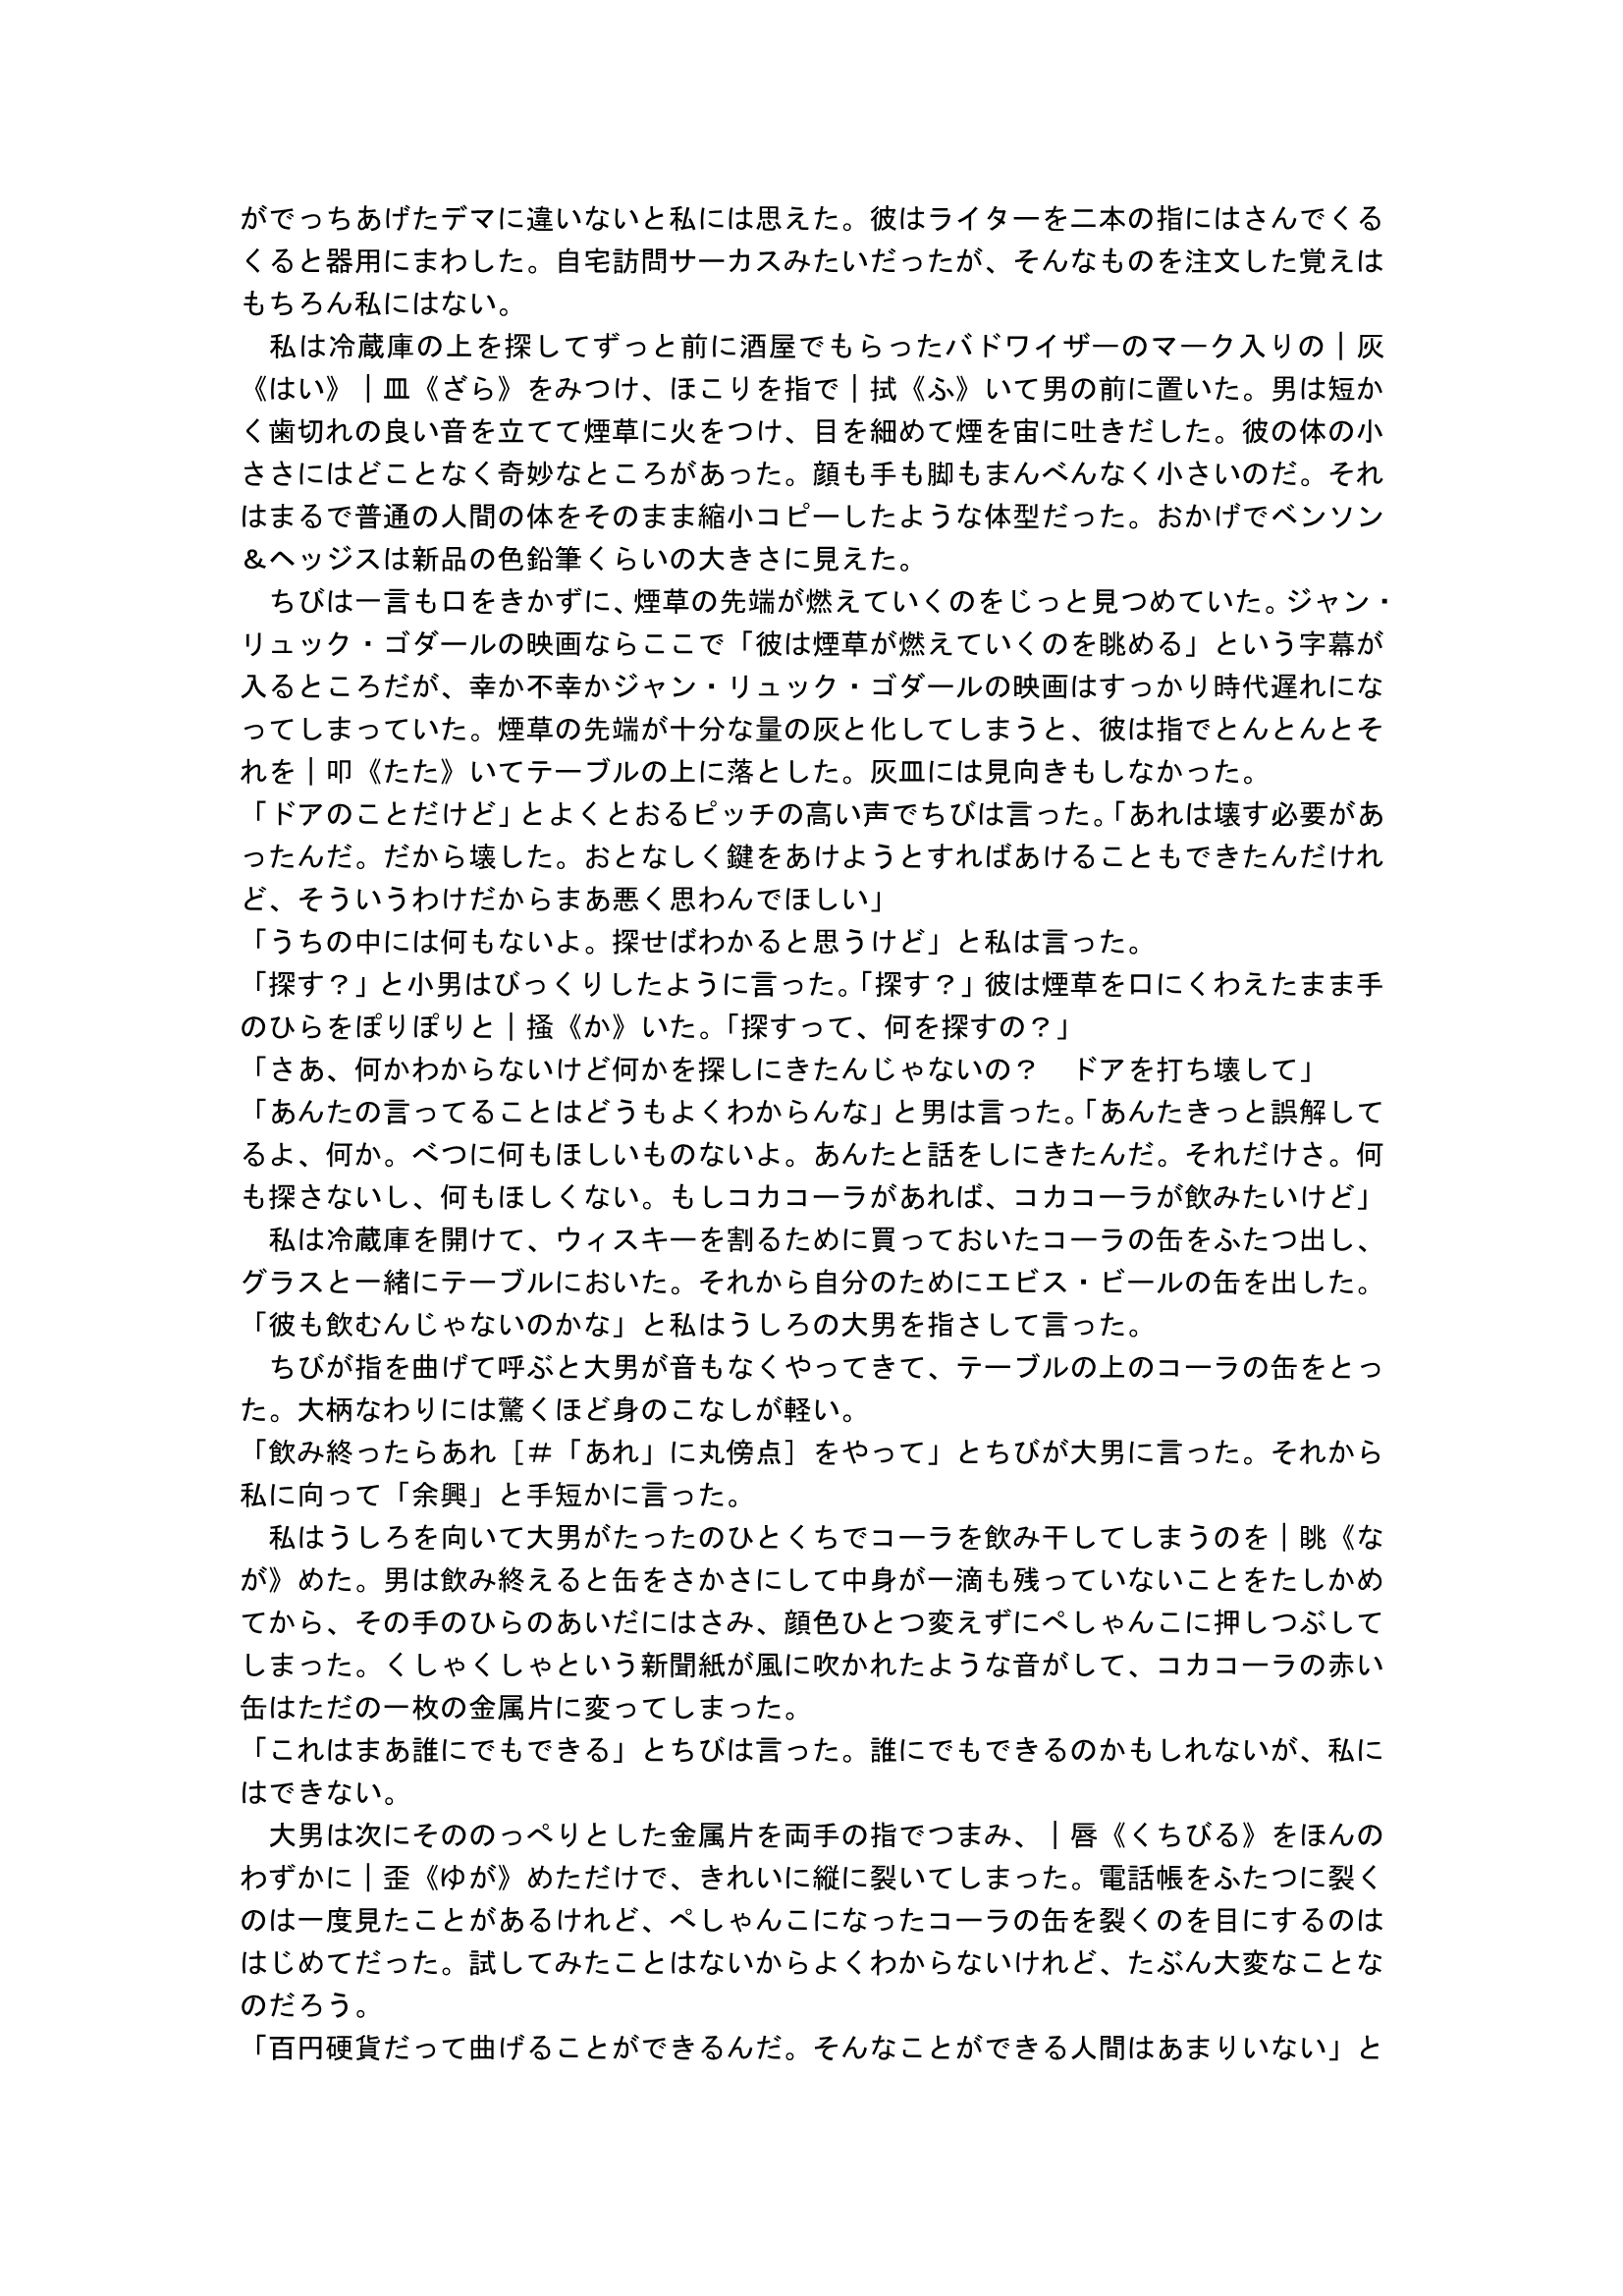 がでっちあげたデマに違いないと私には思えた。彼はライターを二本の指にはさんでくる
くると器用にまわした。自宅訪問サーカスみたいだったが、そんなものを注文した覚えは
もちろん私にはない。
　私は冷蔵庫の上を探してずっと前に酒屋でもらったバドワイザーのマーク入りの｜灰
《はい》｜皿《ざら》をみつけ、ほこりを指で｜拭《ふ》いて男の前に置いた。男は短か
く歯切れの良い音を立てて煙草に火をつけ、目を細めて煙を宙に吐きだした。彼の体の小
ささにはどことなく奇妙なところがあった。顔も手も脚もまんべんなく小さいのだ。それ
はまるで普通の人間の体をそのまま縮小コピーしたような体型だった。おかげでベンソン
＆ヘッジスは新品の色鉛筆くらいの大きさに見えた。
　ちびは一言も口をきかずに、煙草の先端が燃えていくのをじっと見つめていた。ジャン・
リュック・ゴダールの映画ならここで「彼は煙草が燃えていくのを眺める」という字幕が
入るところだが、幸か不幸かジャン・リュック・ゴダールの映画はすっかり時代遅れにな
ってしまっていた。煙草の先端が十分な量の灰と化してしまうと、彼は指でとんとんとそ
れを｜叩《たた》いてテーブルの上に落とした。灰皿には見向きもしなかった。
「ドアのことだけど」とよくとおるピッチの高い声でちびは言った。「あれは壊す必要があ
ったんだ。だから壊した。おとなしく鍵をあけようとすればあけることもできたんだけれ
ど、そういうわけだからまあ悪く思わんでほしい」
「うちの中には何もないよ。探せばわかると思うけど」と私は言った。
「探す？」と小男はびっくりしたように言った。「探す？」彼は煙草を口にくわえたまま手
のひらをぽりぽりと｜掻《か》いた。「探すって、何を探すの？」
「さあ、何かわからないけど何かを探しにきたんじゃないの？　ドアを打ち壊して」
「あんたの言ってることはどうもよくわからんな」と男は言った。「あんたきっと誤解して
るよ、何か。べつに何もほしいものないよ。あんたと話をしにきたんだ。それだけさ。何
も探さないし、何もほしくない。もしコカコーラがあれば、コカコーラが飲みたいけど」
　私は冷蔵庫を開けて、ウィスキーを割るために買っておいたコーラの缶をふたつ出し、
グラスと一緒にテーブルにおいた。それから自分のためにエビス・ビールの缶を出した。
「彼も飲むんじゃないのかな」と私はうしろの大男を指さして言った。
　ちびが指を曲げて呼ぶと大男が音もなくやってきて、テーブルの上のコーラの缶をとっ
た。大柄なわりには驚くほど身のこなしが軽い。
「飲み終ったらあれ［＃「あれ」に丸傍点］をやって」とちびが大男に言った。それから
私に向って「余興」と手短かに言った。
　私はうしろを向いて大男がたったのひとくちでコーラを飲み干してしまうのを｜眺《な
が》めた。男は飲み終えると缶をさかさにして中身が一滴も残っていないことをたしかめ
てから、その手のひらのあいだにはさみ、顔色ひとつ変えずにぺしゃんこに押しつぶして
しまった。くしゃくしゃという新聞紙が風に吹かれたような音がして、コカコーラの赤い
缶はただの一枚の金属片に変ってしまった。
「これはまあ誰にでもできる」とちびは言った。誰にでもできるのかもしれないが、私に
はできない。
　大男は次にそののっぺりとした金属片を両手の指でつまみ、｜唇《くちびる》をほんの
わずかに｜歪《ゆが》めただけで、きれいに縦に裂いてしまった。電話帳をふたつに裂く
のは一度見たことがあるけれど、ぺしゃんこになったコーラの缶を裂くのを目にするのは
はじめてだった。試してみたことはないからよくわからないけれど、たぶん大変なことな
のだろう。
「百円硬貨だって曲げることができるんだ。そんなことができる人間はあまりいない」と